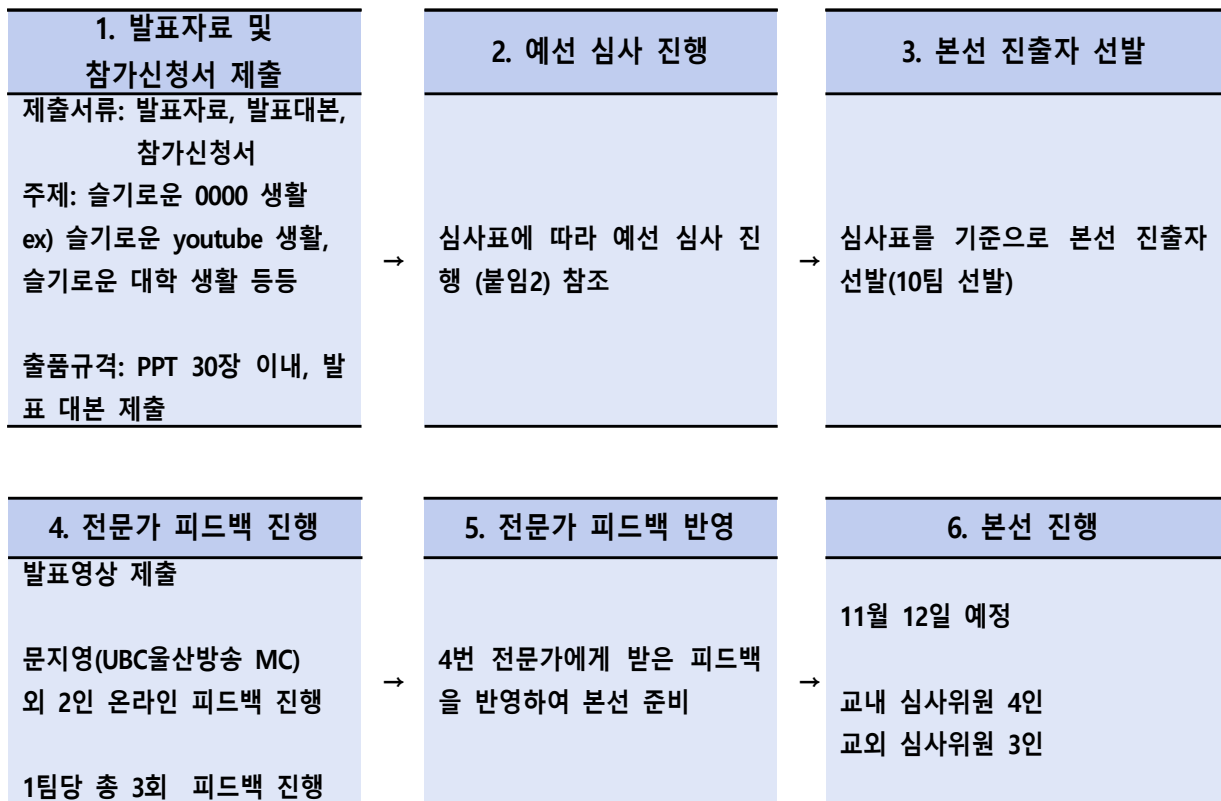 1. 발표자료 및
참가신청서 제출
제출서류: 발표자료, 발표대본,
참가신청서
주제: 슬기로운 0000 생활
ex) 슬기로운 youtube 생활,
슬기로운 대학 생활 등등
출품규격: PPT 30장 이내, 발
표 대본 제출
→
2. 예선 심사 진행
심사표에 따라 예선 심사 진
행 (붙임2) 참조
→
3. 본선 진출자 선발
심사표를 기준으로 본선 진출자
선발(10팀 선발)
4. 전문가 피드백 진행
발표영상 제출
문지영(UBC울산방송 MC)
외 2인 온라인 피드백 진행
1팀당 총 3회 피드백 진행
→
5. 전문가 피드백 반영
4번 전문가에게 받은 피드백
을 반영하여 본선 준비
→
6. 본선 진행
11월 12일 예정
교내 심사위원 4인
교외 심사위원 3인